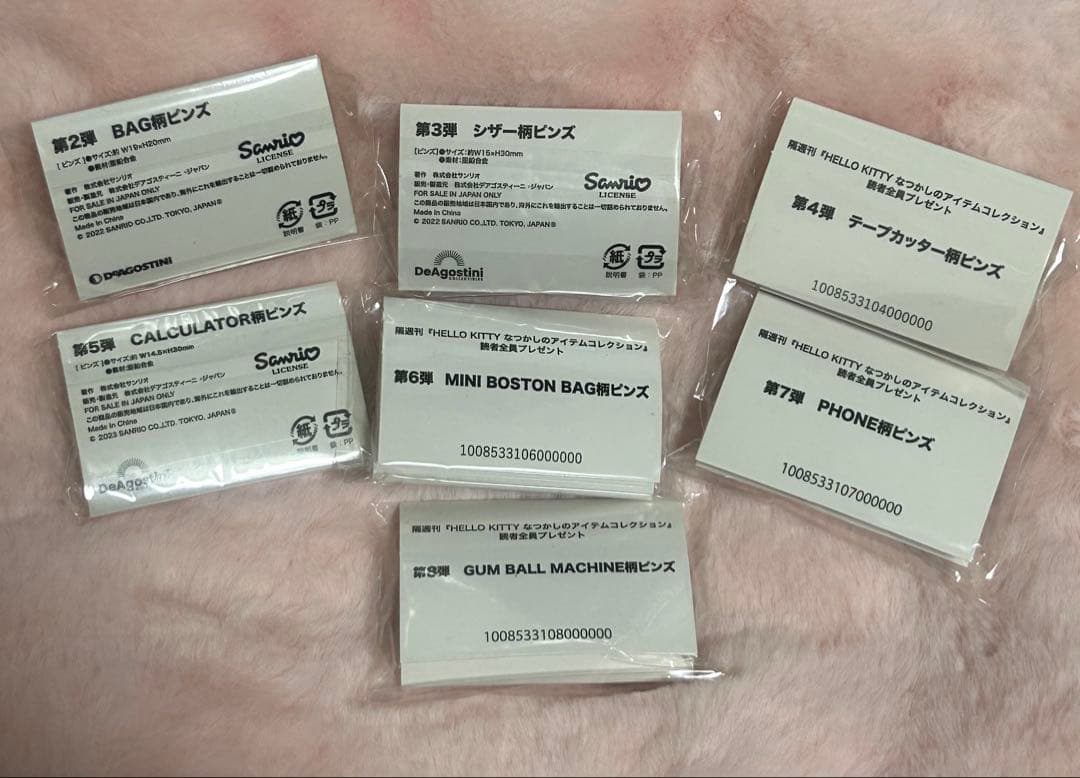 第2弾 BAG柄ピンズ
[ピンズ]●サイズ:約 W19×H20mm
●素材:亜鉛合金
Sanrio
LICENSE
著作 株式会社サンリオ
販売・製造元 株式会社デアゴスティーニ・ジャパン
FOR SALE IN JAPAN ONLY
この商品の販売地域は日本国内であり、海外にこれを輸出することは一切認められておりません。
Made in China
© 2022 SANRIO CO.,LTD. TOKYO, JAPAN Ⓗ
紙
説明書
プラ
袋:PP
DeAGOSTINI
第3弾 シザー柄ピンズ
[ピンズ]●サイズ:約W15×H30mm
●素材:亜鉛合金
Sanrio
LICENSE
著作 株式会社サンリオ
販売・製造元 株式会社デアゴスティーニ・ジャパン
FOR SALE IN JAPAN ONLY
この商品の販売地域は日本国内であり、海外にこれを輸出することは一切認められておりません。
Made in China
© 2022 SANRIO CO.,LTD. TOKYO, JAPAN Ⓗ
紙
説明書
プラ
袋:PP
DeAgostini
COLLECTIBLES
隔週刊『HELLO KITTY なつかしのアイテムコレクション』
読者全員プレゼント
第4弾 テープカッター柄ピンズ
1008533104000000
第5弾 CALCULATOR柄ピンズ
[ピンズ]●サイズ:約 W14.5×H30mm
●素材:亜鉛合金
Sanrio
LICENSE
著作 株式会社サンリオ
販売・製造元 株式会社デアゴスティーニ・ジャパン
FOR SALE IN JAPAN ONLY
この商品の販売地域は日本国内であり、海外にこれを輸出することは一切認められておりません。
Made in China
© 2023 SANRIO CO.,LTD. TOKYO, JAPAN Ⓗ
紙
説明書
プラ
袋:PP
DeAgostini
隔週刊『HELLO KITTY なつかしのアイテムコレクション』
読者全員プレゼント
第6弾 MINI BOSTON BAG柄ピンズ
1008533106000000
隔週刊『HELLO KITTY なつかしのアイテムコレクション』
読者全員プレゼント
第7弾 PHONE柄ピンズ
1008533107000000
隔週刊『HELLO KITTY なつかしのアイテムコレクション』
読者全員プレゼント
第8弾 GUM BALL MACHINE柄ピンズ
1008533108000000